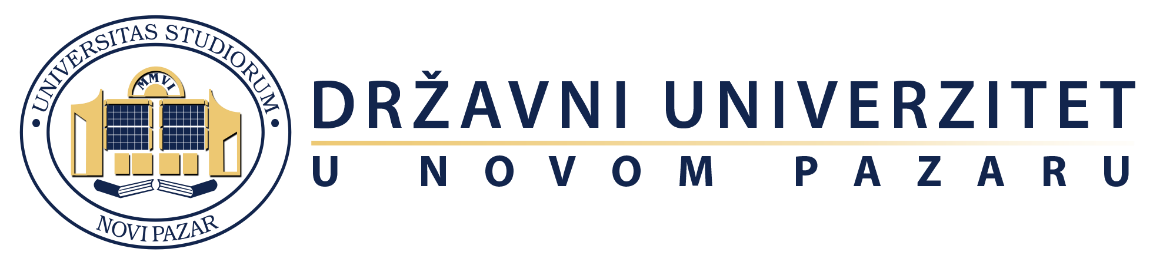 UNIVERSITAS STUDIORUM
MMVI
NOVI PAZAR
DRŽAVNI UNIVERZITET
U NOVOM PAZARU